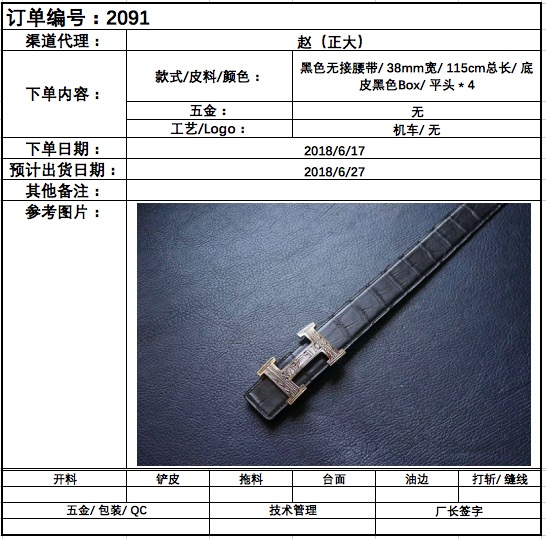 订单编号：2091
渠道代理： 赵（正大）
下单内容： 款式/皮料/颜色： 黑色无接腰带/ 38mm宽/ 115cm总长/ 底
皮黑色Box/ 平头＊4
五金： 无
工艺/Logo： 机车/ 无
下单日期： 2018/6/17
预计出货日期： 2018/6/27
其他备注：
参考图片：
开料 铲皮 拖料 台面 油边 打斩/ 缝线
五金/ 包装/ QC 技术管理 厂长签字